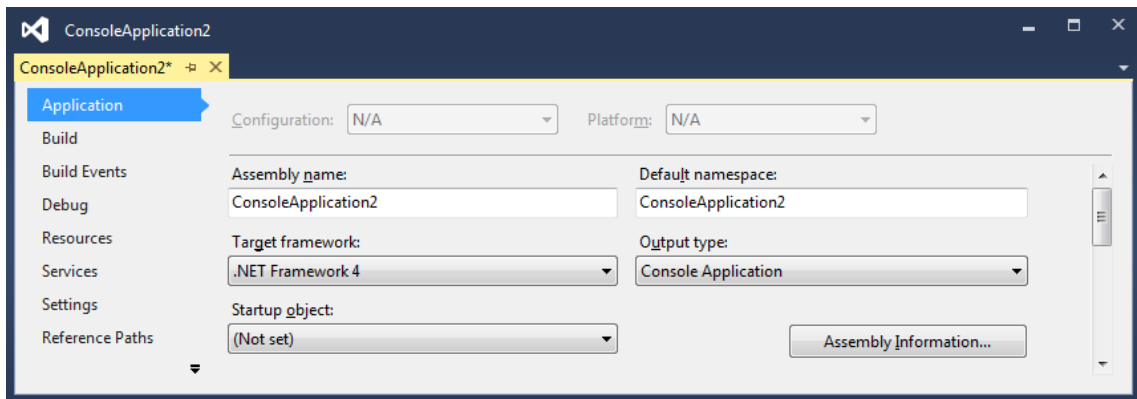 ConsoleApplication2
ConsoleApplication2*
Application
Build
Build Events
Debug
Resources
Services
Settings
Reference Paths
Configuration: N/A Platform: N/A
Assembly name: Default namespace:
ConsoleApplication2 ConsoleApplication2
Target framework: Output type:
.NET Framework 4 Console Application
Startup object:
(Not set) Assembly Information...